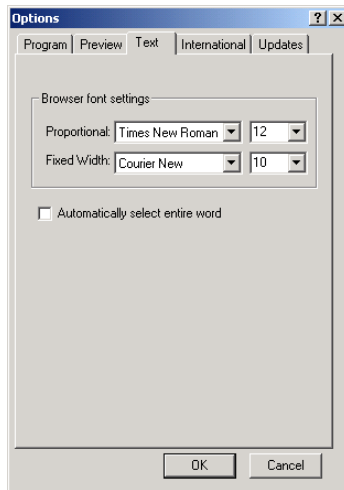 Options
Program Preview Text International Updates
Browser font settings
Proportional: Times New Roman 12
Fixed Width: Courier New 10
Automatically select entire word
OK Cancel